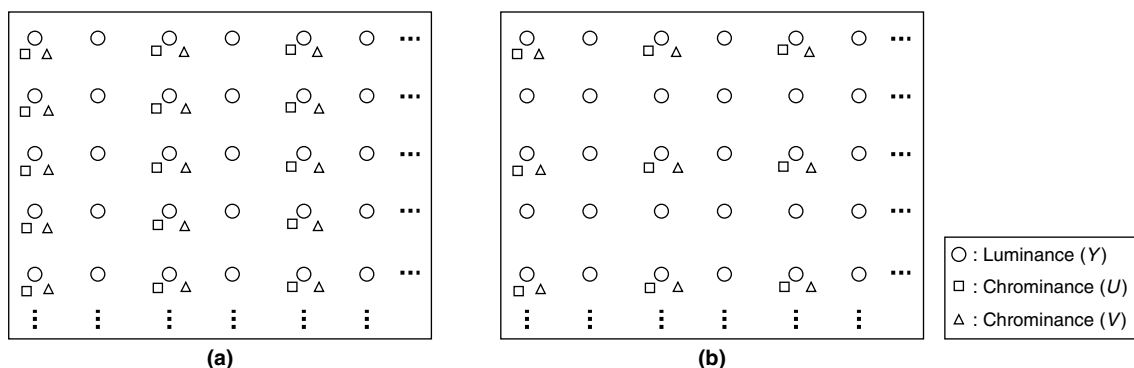 ○ : Luminance (Y)
□ : Chrominance (U)
△ : Chrominance (V)
(a)
(b)